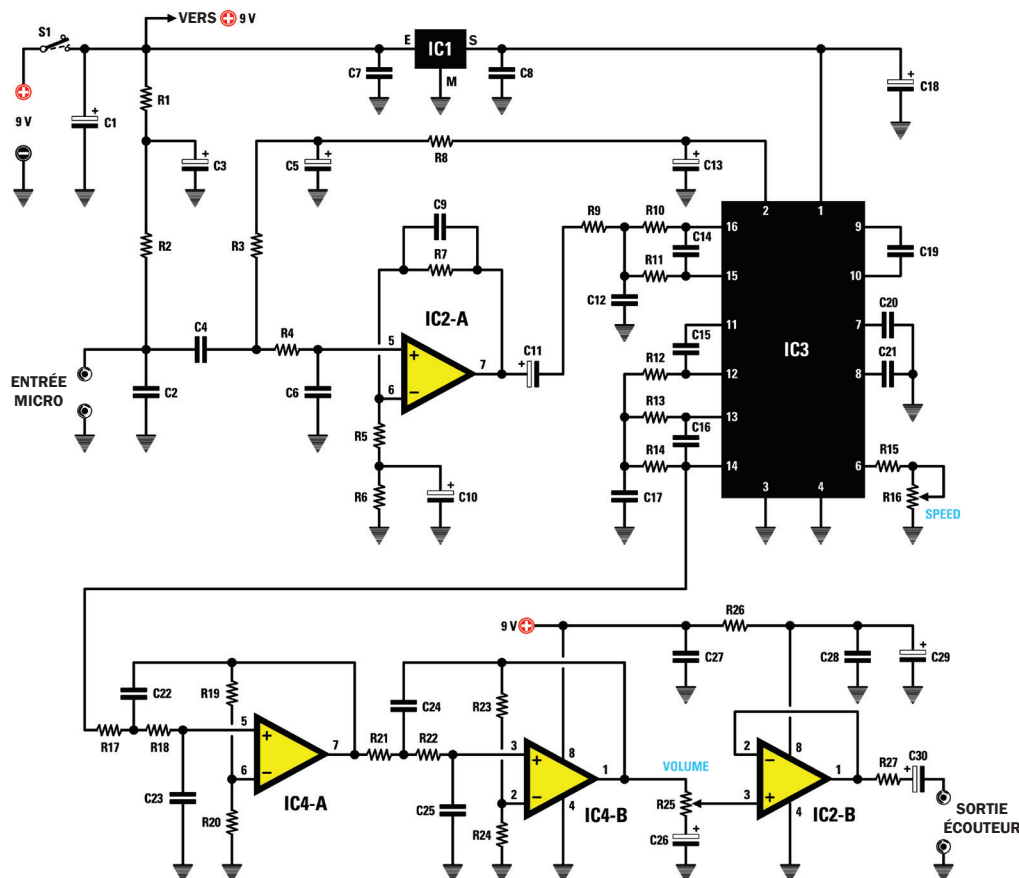 VERS + 9 V
S1
E IC1 S
M
C7
C8
C18
+
R1
+
9 V
−
C1
+
C3
+
C5
+
R8
C13
+
R2
R3
C9
R7
IC2-A
R9
R10
C14
R11
C12
2
1
16
15
11
12
13
14
3
4
9
10
7
8
6
IC3
C19
C20
C21
C15
R12
R13
C16
R14
C17
R15
R16
SPEED
C4
R4
5
+
6
−
7
C11
+
ENTRÉE
MICRO
C2
C6
R5
R6
C10
+
9 V +
R26
C27
C28
C29
+
C22
R19
C24
R23
R17
R18
5
+
6
−
7
R21
R22
3
+
2
−
8
1
4
VOLUME
2
−
3
+
8
1
4
R27
C30
+
C23
R20
IC4-A
C25
R24
IC4-B
R25
C26
+
IC2-B
SORTIE
ÉCOUTEUR